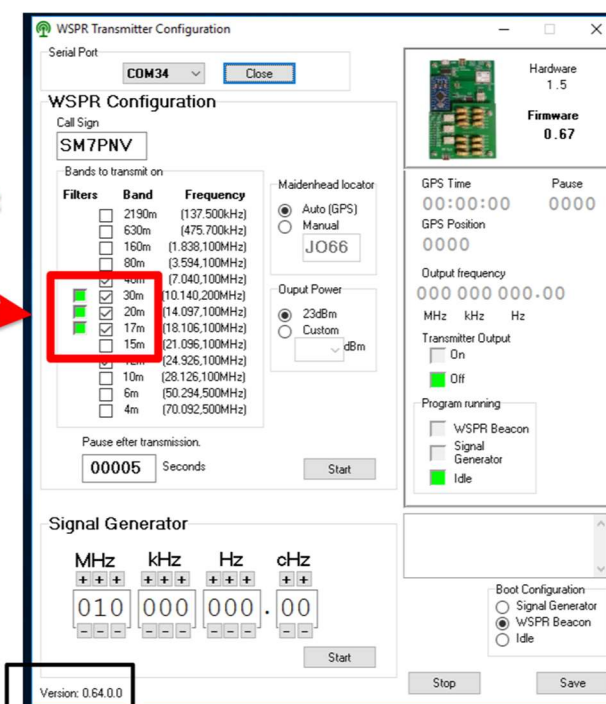 WSPR Transmitter Configuration
Serial Port
COM34
Close
WSPR Configuration
Call Sign
SM7PNV
Bands to transmit on
Filters Band Frequency
2190m (137.500kHz)
630m (475.700kHz)
160m (1.838,100MHz)
80m (3.594,100MHz)
40m (7.040,100MHz)
30m (10.140,200MHz)
20m (14.097,100MHz)
17m (18.106,100MHz)
15m (21.096,100MHz)
12m (24.926,100MHz)
10m (28.126,100MHz)
6m (50.294,500MHz)
4m (70.092,500MHz)
Maidenhead locator
Auto (GPS)
Manual
JO66
Ouput Power
23dBm
Custom
dBm
Pause efter transmission.
00005 Seconds
Start
Signal Generator
MHz kHz Hz cHz
+ + + + + + + + + + +
010 000 000 . 00
- - - - - - - - - - -
Start
Version: 0.64.0.0
Hardware
1.5
Firmware
0.67
GPS Time Pause
00:00:00 0000
GPS Position
0000
Output frequency
000 000 000.00
MHz kHz Hz
Transmitter Output
On
Off
Program running
WSPR Beacon
Signal
Generator
Idle
Boot Configuration
Signal Generator
WSPR Beacon
Idle
Stop
Save